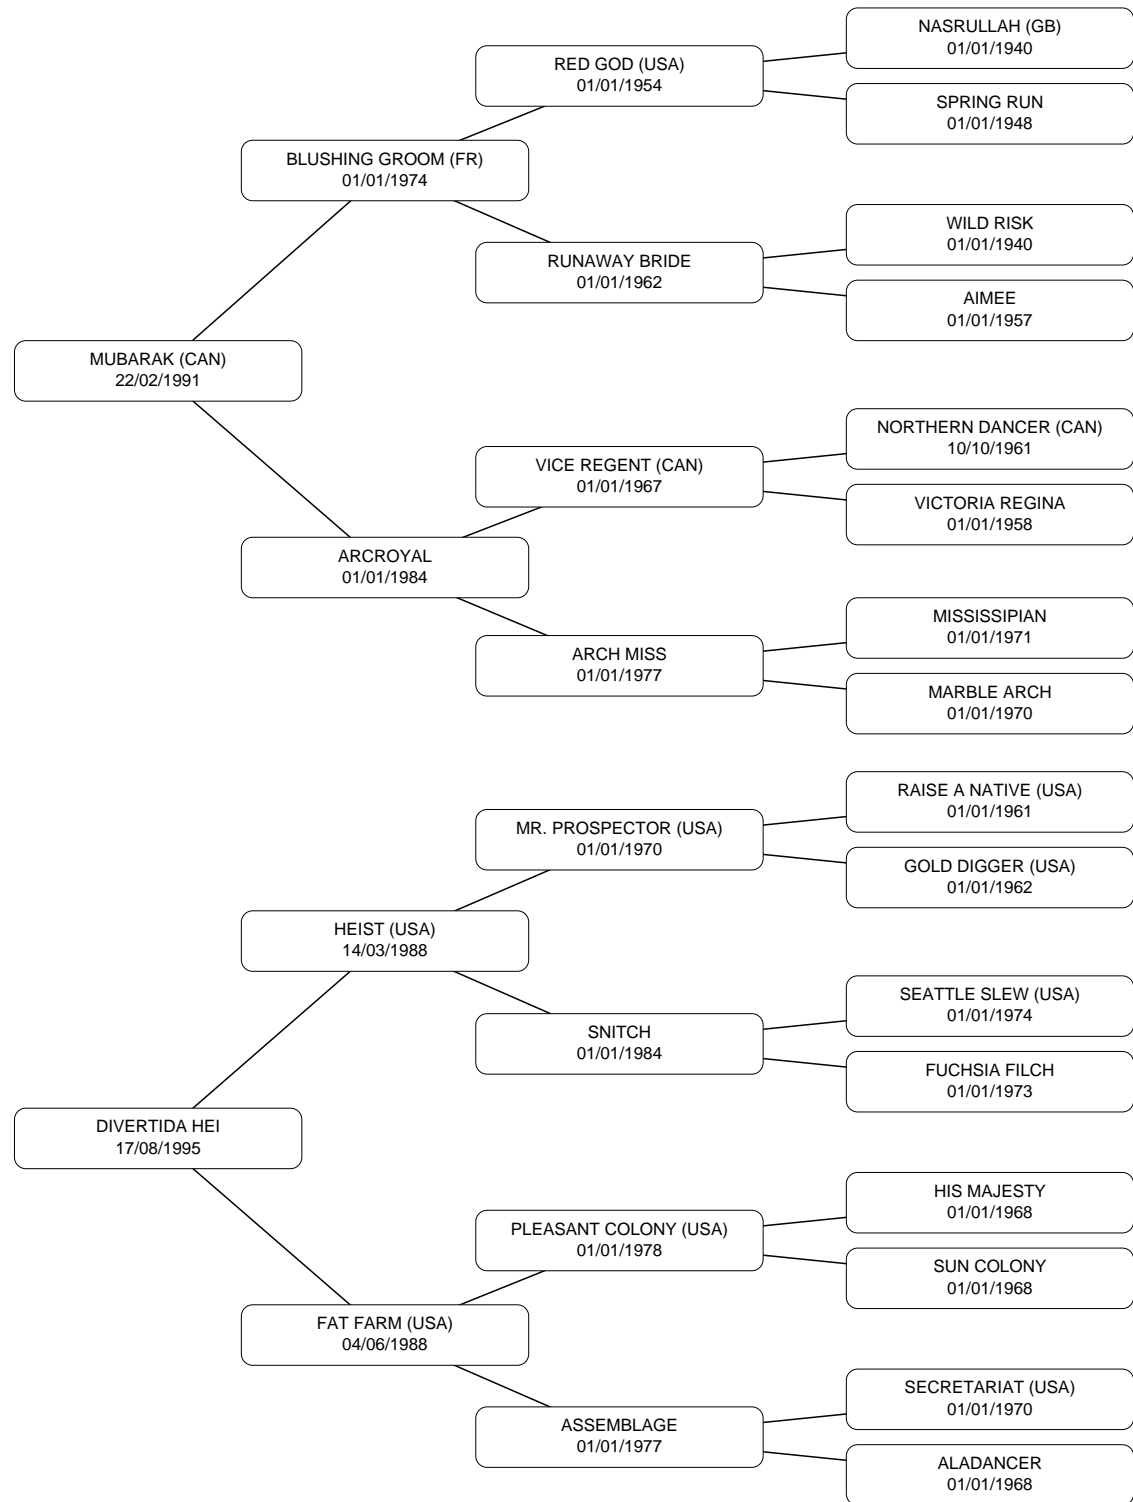 NASRULLAH (GB)
01/01/1940
RED GOD (USA)
01/01/1954
SPRING RUN
01/01/1948
BLUSHING GROOM (FR)
01/01/1974
WILD RISK
01/01/1940
RUNAWAY BRIDE
01/01/1962
AIMEE
01/01/1957
MUBARAK (CAN)
22/02/1991
NORTHERN DANCER (CAN)
10/10/1961
VICE REGENT (CAN)
01/01/1967
VICTORIA REGINA
01/01/1958
ARCROYAL
01/01/1984
MISSISSIPIAN
01/01/1971
ARCH MISS
01/01/1977
MARBLE ARCH
01/01/1970
RAISE A NATIVE (USA)
01/01/1961
MR. PROSPECTOR (USA)
01/01/1970
GOLD DIGGER (USA)
01/01/1962
HEIST (USA)
14/03/1988
SEATTLE SLEW (USA)
01/01/1974
SNITCH
01/01/1984
FUCHSIA FILCH
01/01/1973
DIVERTIDA HEI
17/08/1995
HIS MAJESTY
01/01/1968
PLEASANT COLONY (USA)
01/01/1978
SUN COLONY
01/01/1968
FAT FARM (USA)
04/06/1988
SECRETARIAT (USA)
01/01/1970
ASSEMBLAGE
01/01/1977
ALADANCER
01/01/1968